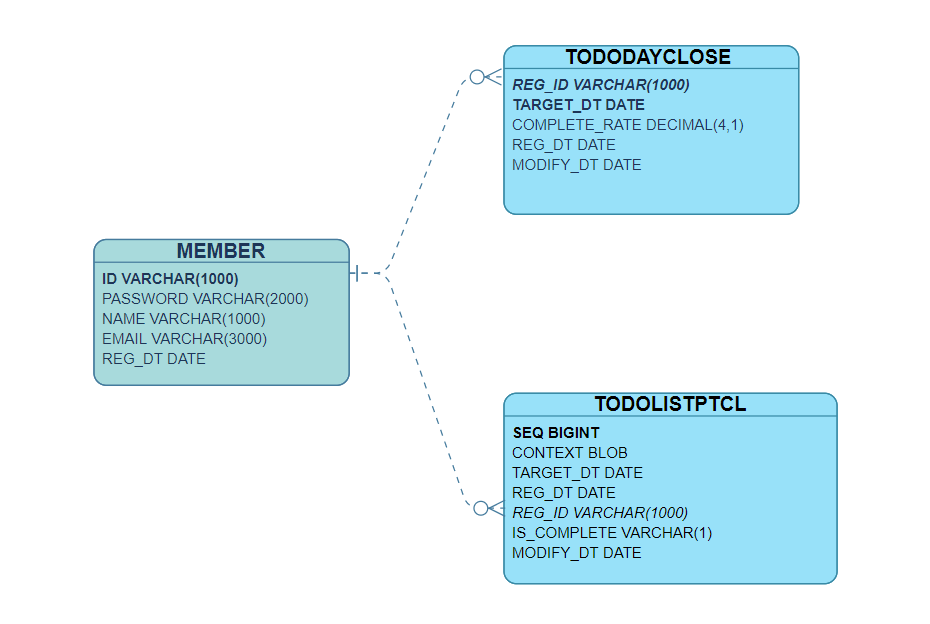 TODODAYCLOSE
REG_ID VARCHAR(1000)
TARGET_DT DATE
COMPLETE_RATE DECIMAL(4,1)
REG_DT DATE
MODIFY_DT DATE
MEMBER
ID VARCHAR(1000)
PASSWORD VARCHAR(2000)
NAME VARCHAR(1000)
EMAIL VARCHAR(3000)
REG_DT DATE
TODOLISTPTCL
SEQ BIGINT
CONTEXT BLOB
TARGET_DT DATE
REG_DT DATE
REG_ID VARCHAR(1000)
IS_COMPLETE VARCHAR(1)
MODIFY_DT DATE